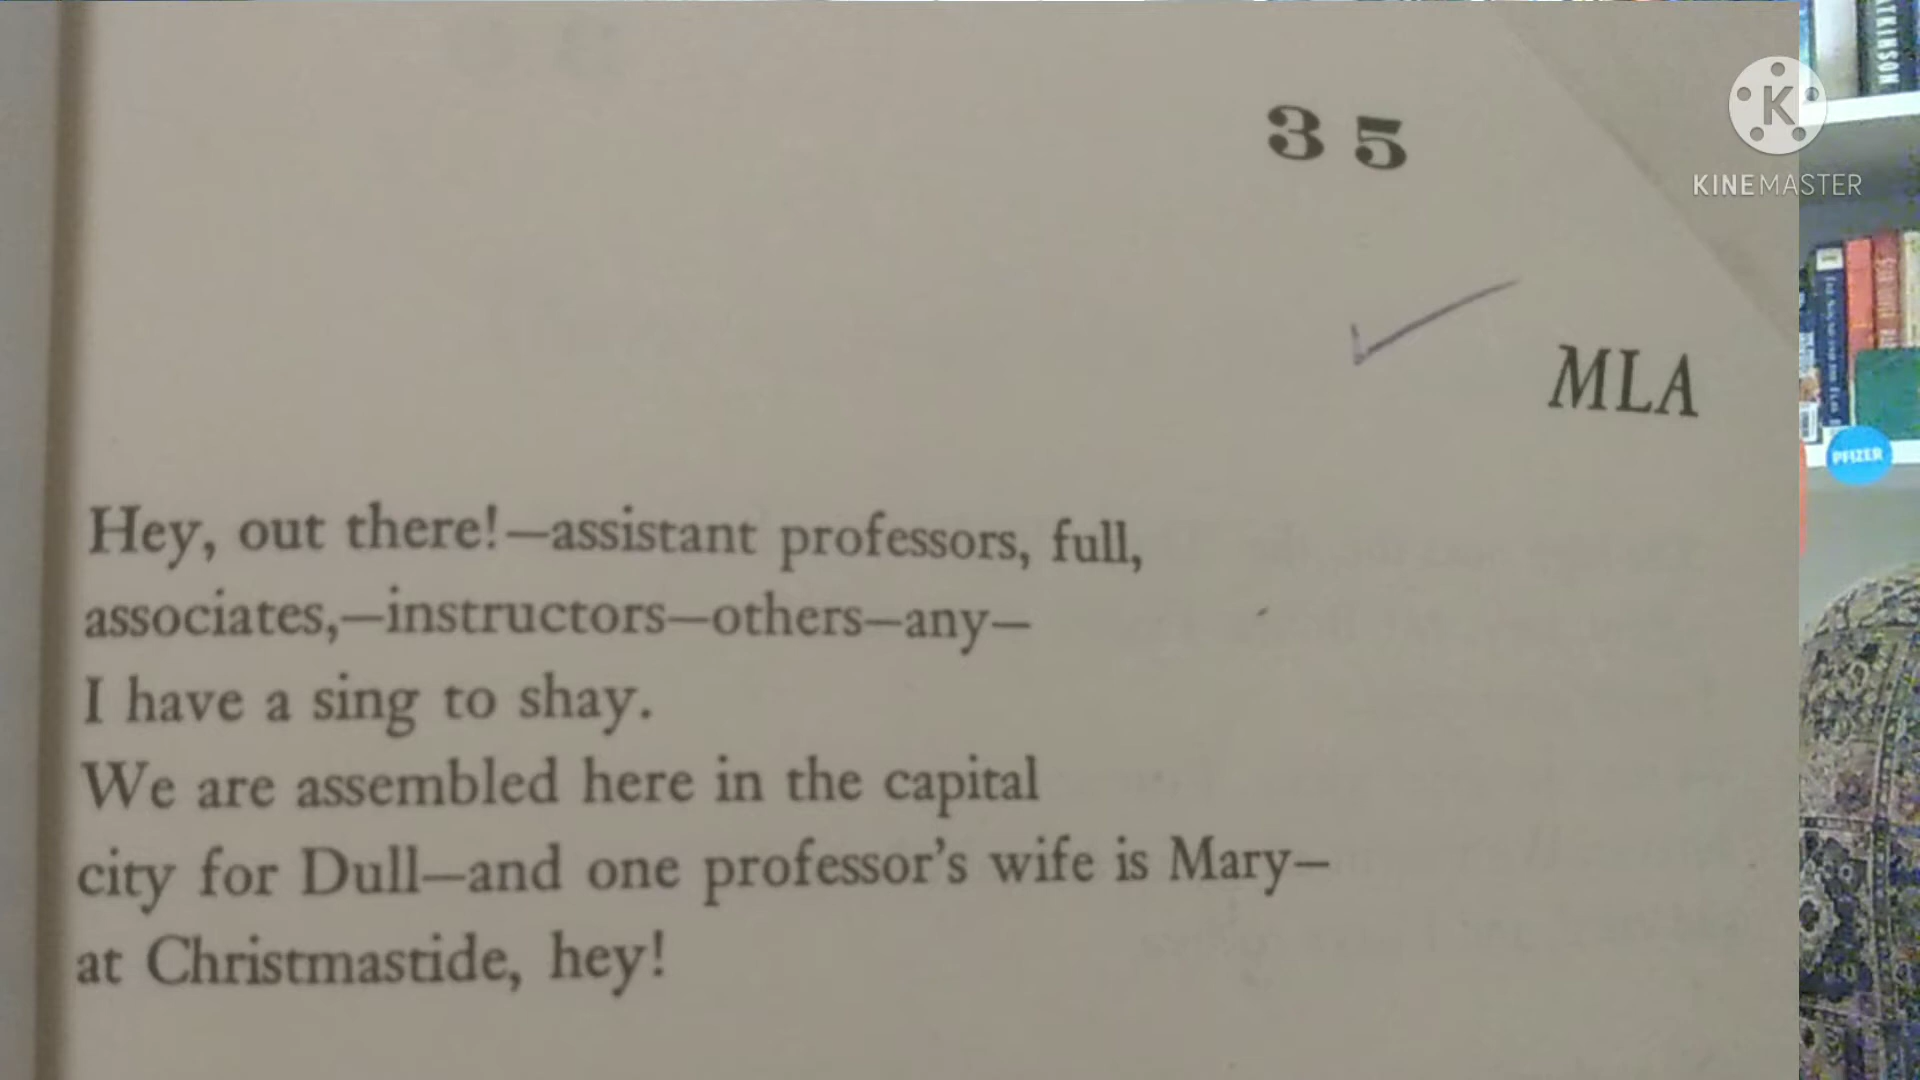 35
MLA
Hey, out there!—assistant professors, full,
associates,—instructors—others—any—
I have a sing to shay.
We are assembled here in the capital
city for Dull—and one professor's wife is Mary—
at Christmastide, hey!
K
KINEMASTER
ATKINSON
PFIZER